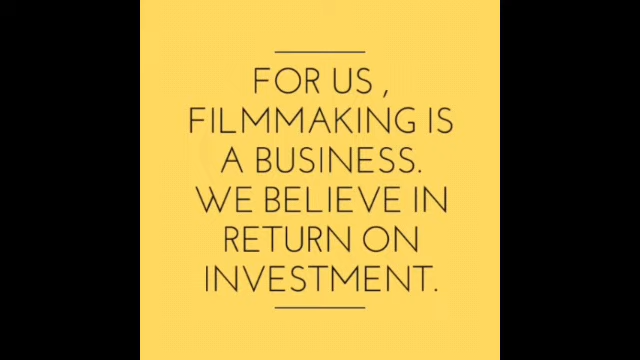 FOR US ,
FILMMAKING IS
A BUSINESS.
WE BELIEVE IN
RETURN ON
INVESTMENT.